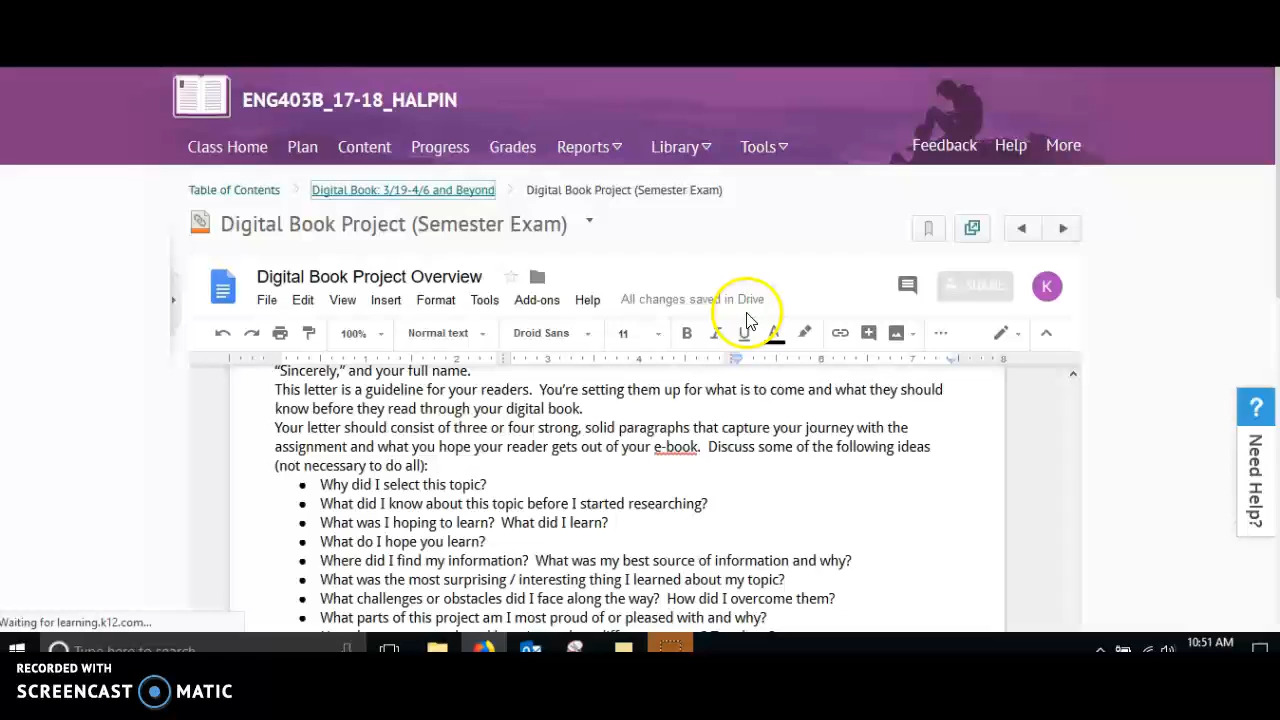 ENG403B_17-18_HALPIN
Class Home Plan Content Progress Grades Reports Library Tools Feedback Help More
Table of Contents Digital Book: 3/19-4/6 and Beyond Digital Book Project (Semester Exam)
Digital Book Project (Semester Exam)
Digital Book Project Overview
K
File Edit View Insert Format Tools Add-ons Help All changes saved in Drive
100% Normal text Droid Sans 11 B I U A
1 2 3 4 6 7 8
“Sincerely,” and your full name.
This letter is a guideline for your readers. You’re setting them up for what is to come and what they should
know before they read through your digital book.
Your letter should consist of three or four strong, solid paragraphs that capture your journey with the
assignment and what you hope your reader gets out of your e-book. Discuss some of the following ideas
(not necessary to do all):
Why did I select this topic?
What did I know about this topic before I started researching?
What was I hoping to learn? What did I learn?
What do I hope you learn?
Where did I find my information? What was my best source of information and why?
What was the most surprising / interesting thing I learned about my topic?
What challenges or obstacles did I face along the way? How did I overcome them?
What parts of this project am I most proud of or pleased with and why?
? Need Help?
Waiting for learning.k12.com...
Type here to search
10:51 AM
RECORDED WITH
SCREENCAST MATIC